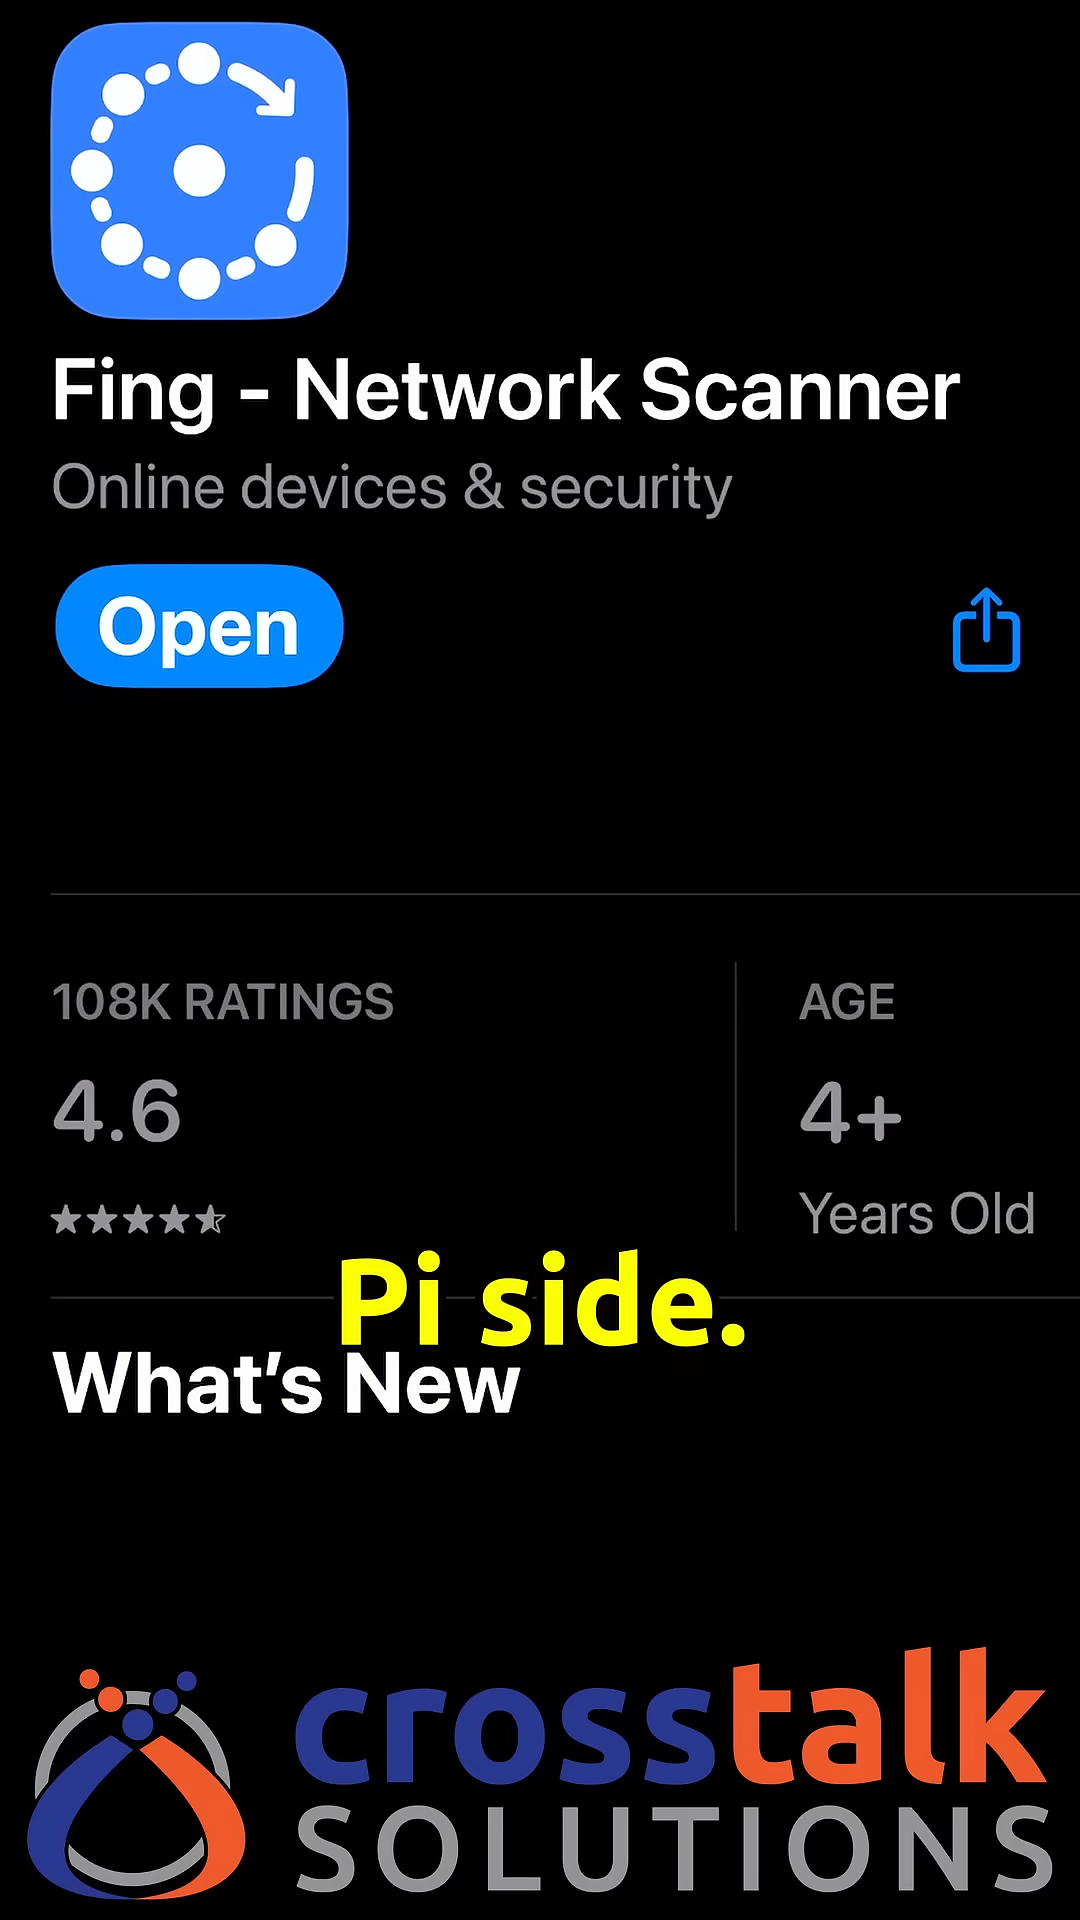 Fing - Network Scanner
Online devices & security
Open
108K RATINGS
AGE
4.6
4+
Years Old
Pi side.
What's New
crosstalk
SOLUTIONS